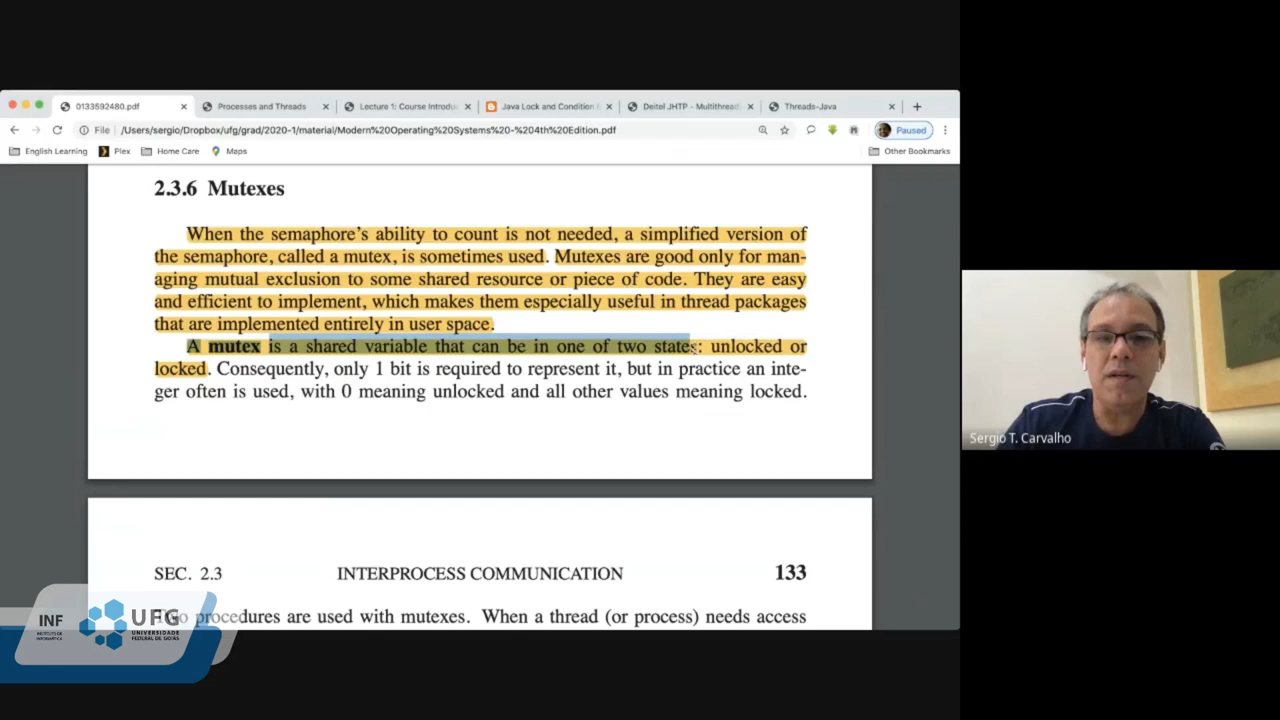 0133592480.pdf
Processes and Threads
Lecture 1: Course Introdu
Java Lock and Condition
Deitel JHTP - Multithread
Threads-Java
File
/Users/sergio/Dropbox/ufg/grad/2020-1/material/Modern%20Operating%20Systems%20-%204th%20Edition.pdf
Paused
English Learning
Plex
Home Care
Maps
Other Bookmarks
2.3.6 Mutexes
When the semaphore's ability to count is not needed, a simplified version of
the semaphore, called a mutex, is sometimes used. Mutexes are good only for man-
aging mutual exclusion to some shared resource or piece of code. They are easy
and efficient to implement, which makes them especially useful in thread packages
that are implemented entirely in user space.
A mutex is a shared variable that can be in one of two states: unlocked or
locked. Consequently, only 1 bit is required to represent it, but in practice an inte-
ger often is used, with 0 meaning unlocked and all other values meaning locked.
SEC. 2.3 INTERPROCESS COMMUNICATION 133
procedures are used with mutexes. When a thread (or process) needs access
Sergio T. Carvalho
INF
INSTITUTO DE
INFORMÁTICA
UFG
UNIVERSIDADE
FEDERAL DE GOIÁS